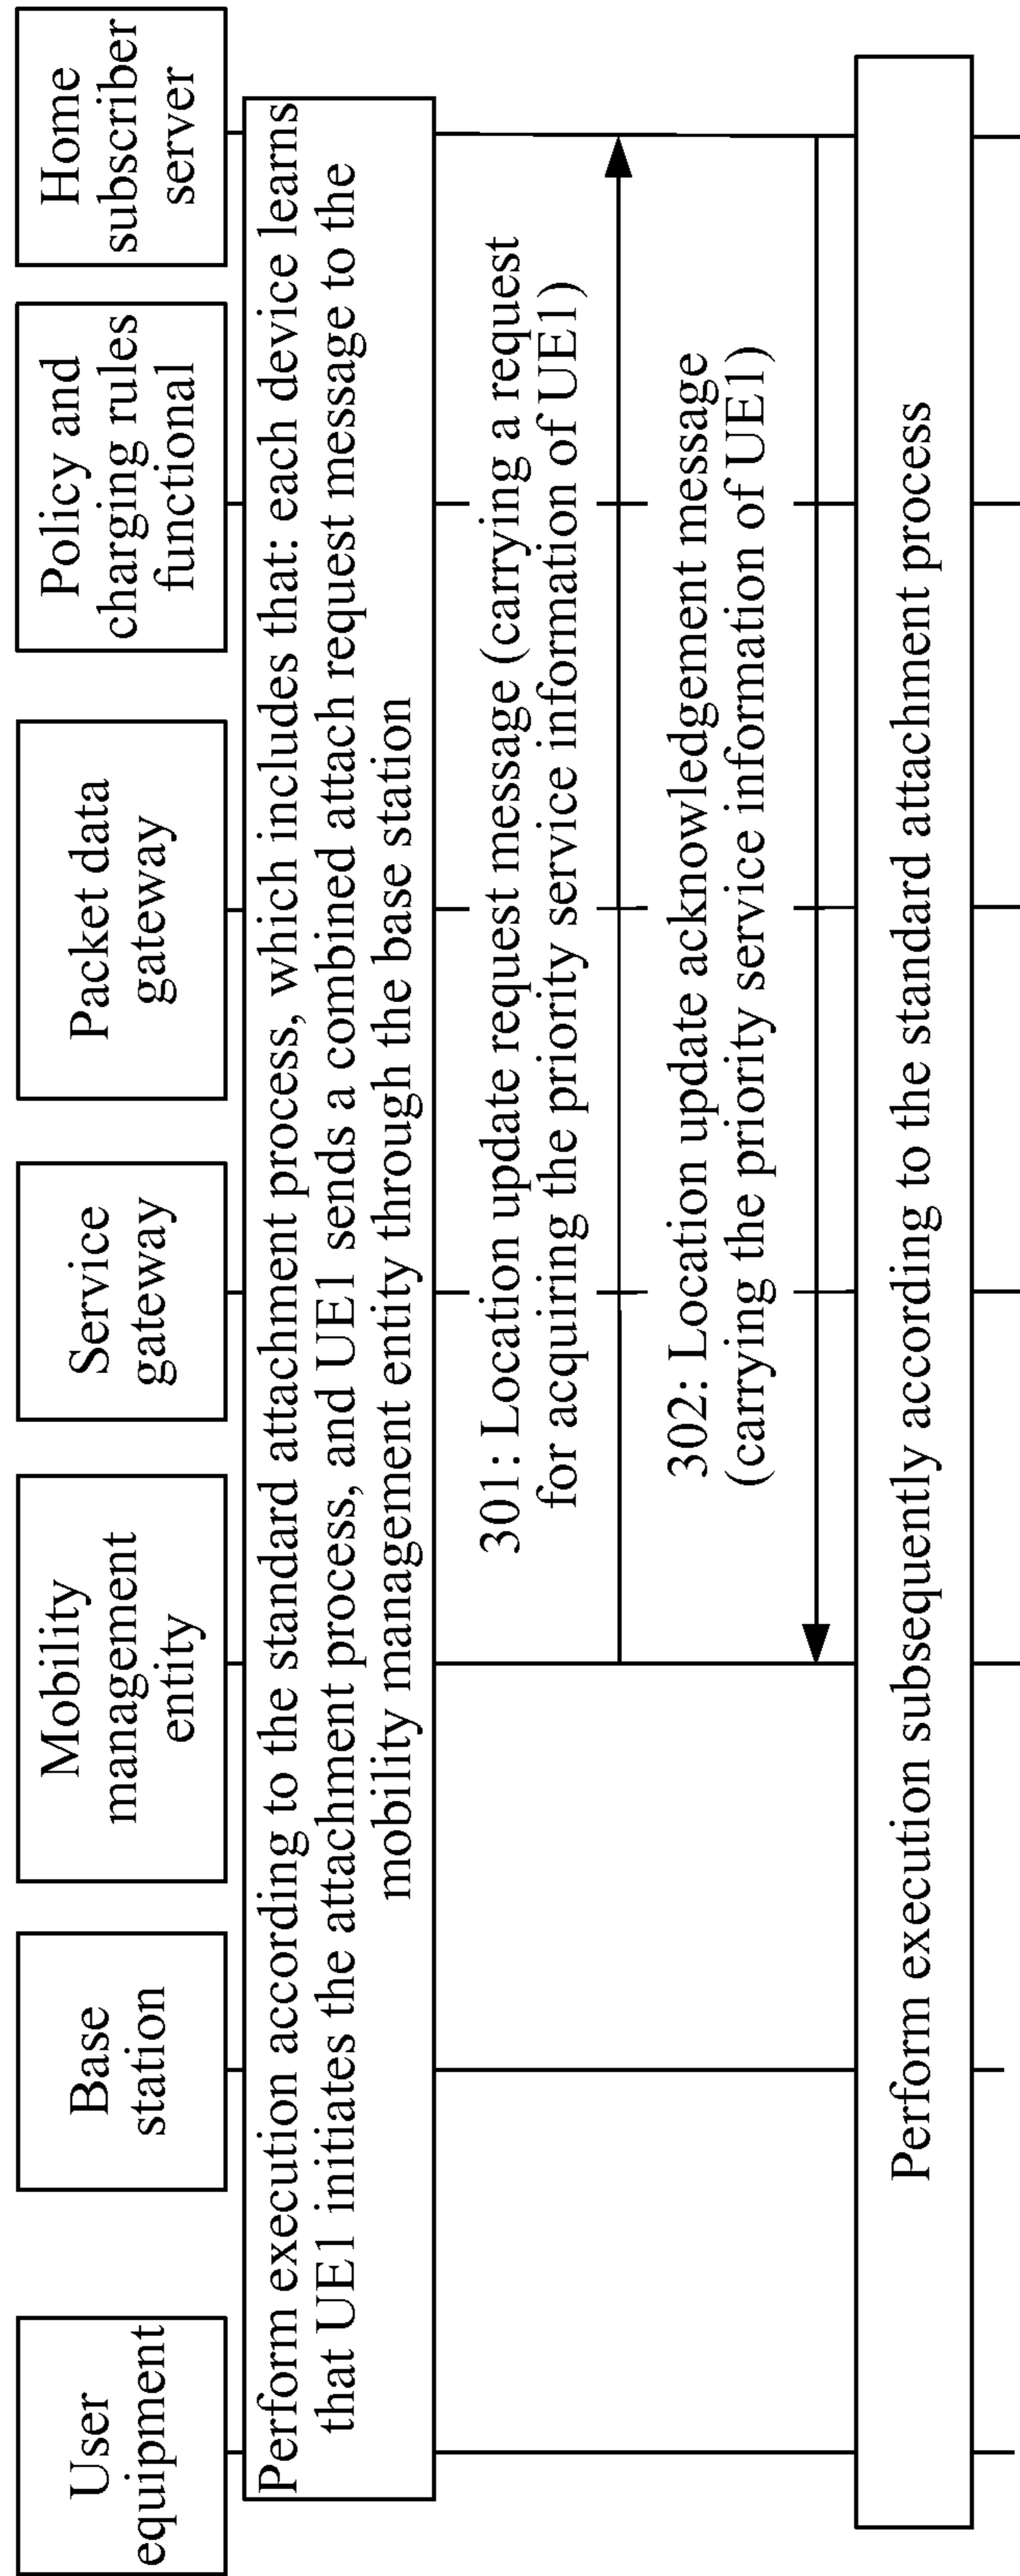 User
equipment
Base
station
Mobility
management
entity
Service
gateway
Packet data
gateway
Policy and
charging rules
functional
Home
subscriber
server
Perform execution according to the standard attachment process, which includes that: each device learns
that UE1 initiates the attachment process, and UE1 sends a combined attach request message to the
mobility management entity through the base station
301: Location update request message (carrying a request
for acquiring the priority service information of UE1)
302: Location update acknowledgement message
(carrying the priority service information of UE1)
Perform execution subsequently according to the standard attachment process